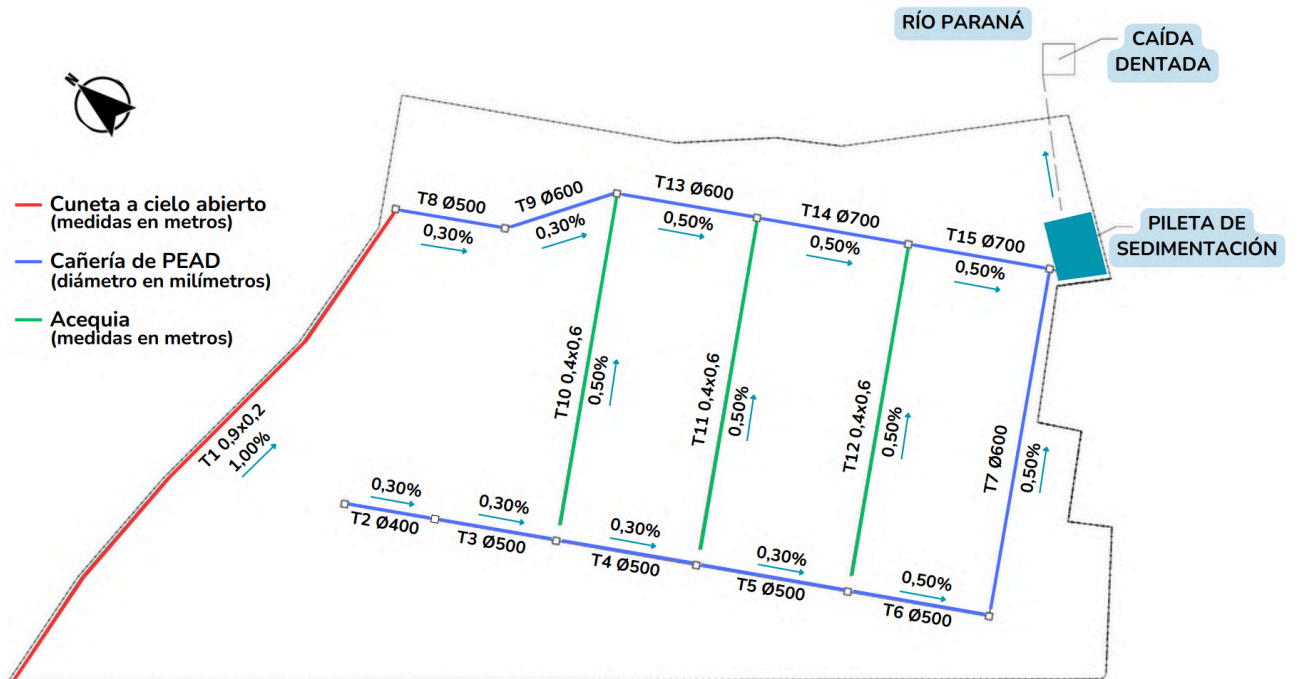 RÍO PARANÁ
CAÍDA
DENTADA
N
Cuneta a cielo abierto
(medidas en metros)
Cañería de PEAD
(diámetro en milímetros)
Acequia
(medidas en metros)
PILETA DE
SEDIMENTACIÓN
T8 Ø500
0,30%
T9 Ø600
0,30%
T13 Ø600
0,50%
T14 Ø700
0,50%
T15 Ø700
0,50%
T10 0,4x0,6
0,50%
T11 0,4x0,6
0,50%
T12 0,4x0,6
0,50%
T7 Ø600
0,50%
T1 0,9x0,2
1,00%
0,30%
T2 Ø400
0,30%
T3 Ø500
0,30%
T4 Ø500
0,30%
T5 Ø500
0,50%
T6 Ø500